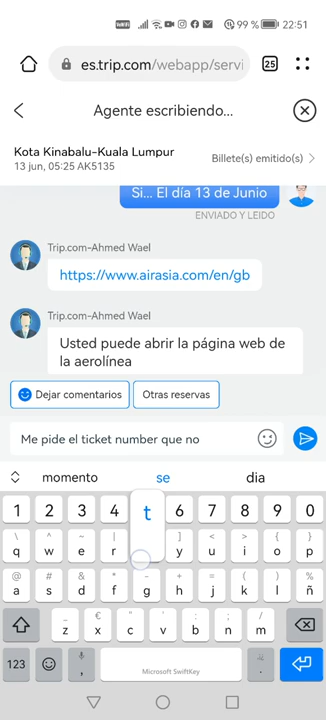 VoWiFi
99 %
22:51
es.trip.com/webapp/servi
25
Agente escribiendo...
Kota Kinabalu-Kuala Lumpur
13 jun, 05:25 AK5135
Billete(s) emitido(s)
Si... El día 13 de Junio
ENVIADO Y LEIDO
Trip.com-Ahmed Wael
https://www.airasia.com/en/gb
Trip.com-Ahmed Wael
Usted puede abrir la página web de
la aerolínea
Dejar comentarios
Otras reservas
Me pide el ticket number que no
momento
se
dia
1 2 3 4 t 6 7 8 9 0
\ ^ ~ | ] < > { }
q w e r y u i o p
@ # & * - + = ( ) %
a s d f g h j k l ñ
_ € " ' : ; ! /
z x c v b n m
123
,
Microsoft SwiftKey
.